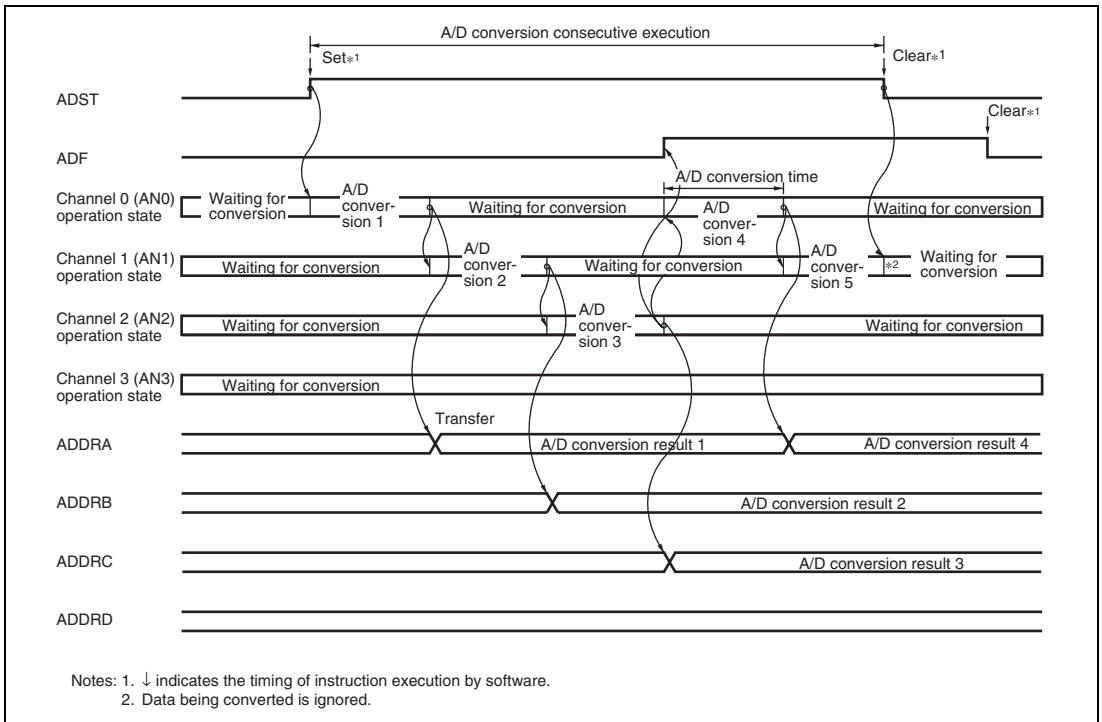 A/D conversion consecutive execution
Set*1
Clear*1
ADST
Clear*1
ADF
A/D conversion time
Channel 0 (AN0)
operation state
Waiting for
conversion
A/D
conver-
sion 1
Waiting for conversion
A/D
conver-
sion 4
Waiting for conversion
Channel 1 (AN1)
operation state
Waiting for conversion
A/D
conver-
sion 2
Waiting for conversion
A/D
conver-
sion 5
*2
Waiting for
conversion
Channel 2 (AN2)
operation state
Waiting for conversion
A/D
conver-
sion 3
Waiting for conversion
Channel 3 (AN3)
operation state
Waiting for conversion
Transfer
ADDRA
A/D conversion result 1
A/D conversion result 4
ADDRB
A/D conversion result 2
ADDRC
A/D conversion result 3
ADDRD
Notes: 1. ↓ indicates the timing of instruction execution by software.
2. Data being converted is ignored.